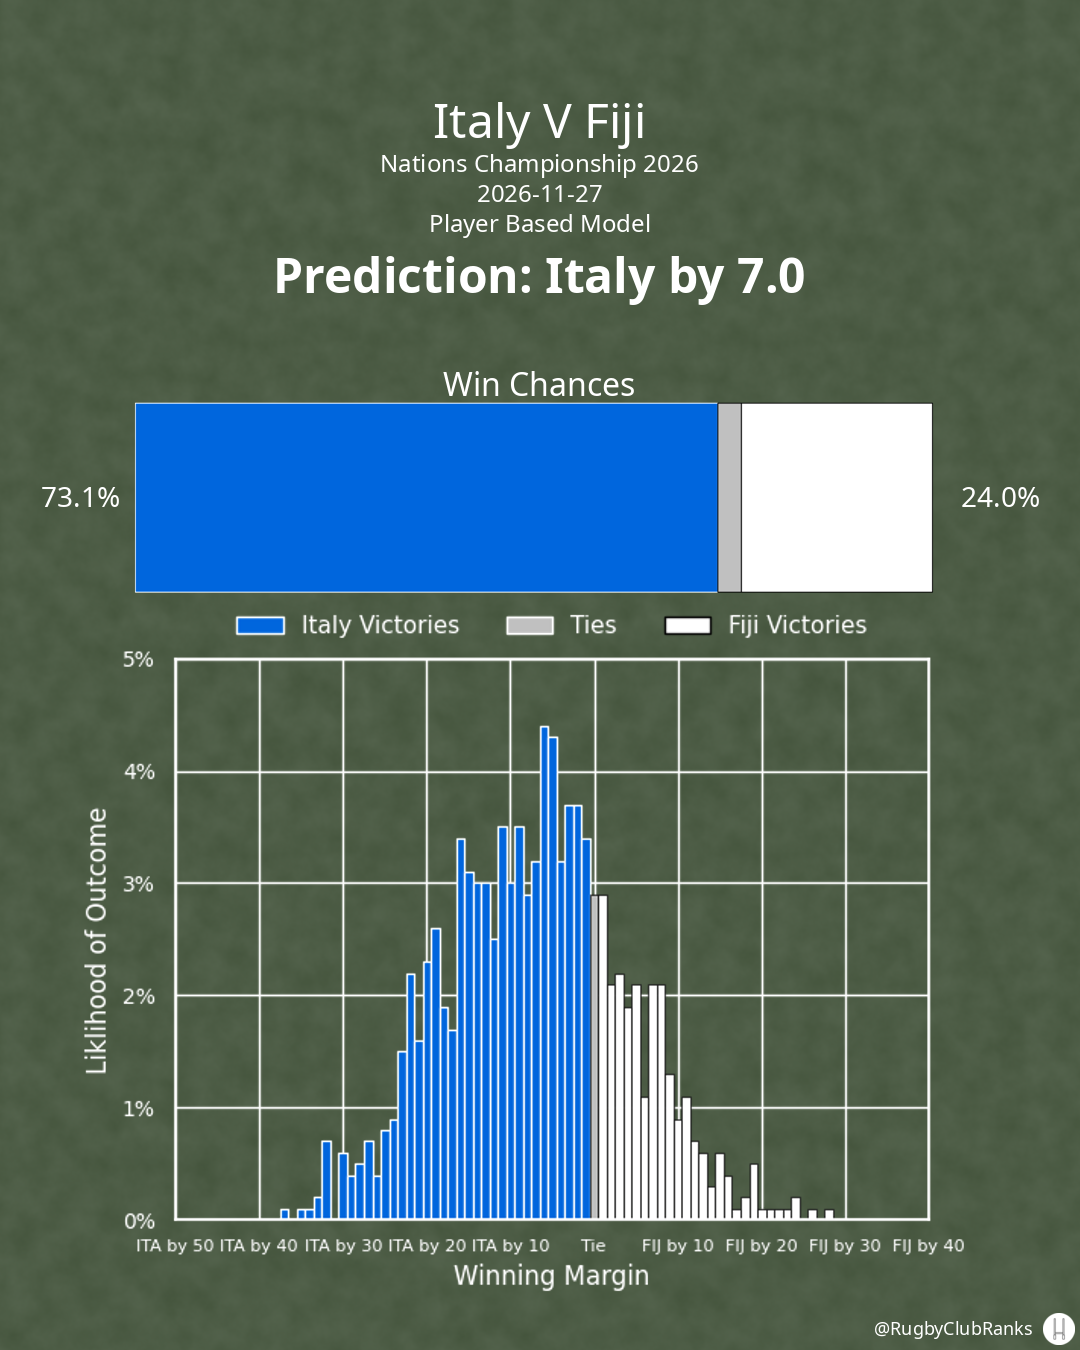 Italy V Fiji
Nations Championship 2026
2026-11-27
Player Based Model
Prediction: Italy by 7.0
Win Chances
73.1%
24.0%
Italy Victories
Ties
Fiji Victories
5%
4%
3%
2%
1%
0%
Liklihood of Outcome
ITA by 50 ITA by 40 ITA by 30 ITA by 20 ITA by 10 Tie FIJ by 10 FIJ by 20 FIJ by 30 FIJ by 40
Winning Margin
@RugbyClubRanks